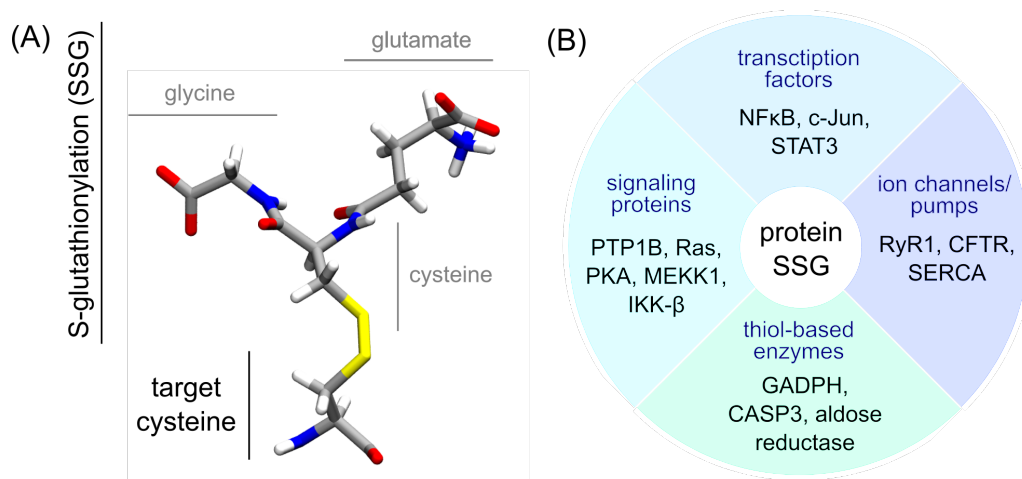 (A)
S-glutathionylation (SSG)
glutamate
glycine
cysteine
target
cysteine
(B)
transctiption
factors
NFκB, c-Jun,
STAT3
signaling
proteins
PTP1B, Ras,
PKA, MEKK1,
IKK-β
protein
SSG
ion channels/
pumps
RyR1, CFTR,
SERCA
thiol-based
enzymes
GADPH,
CASP3, aldose
reductase